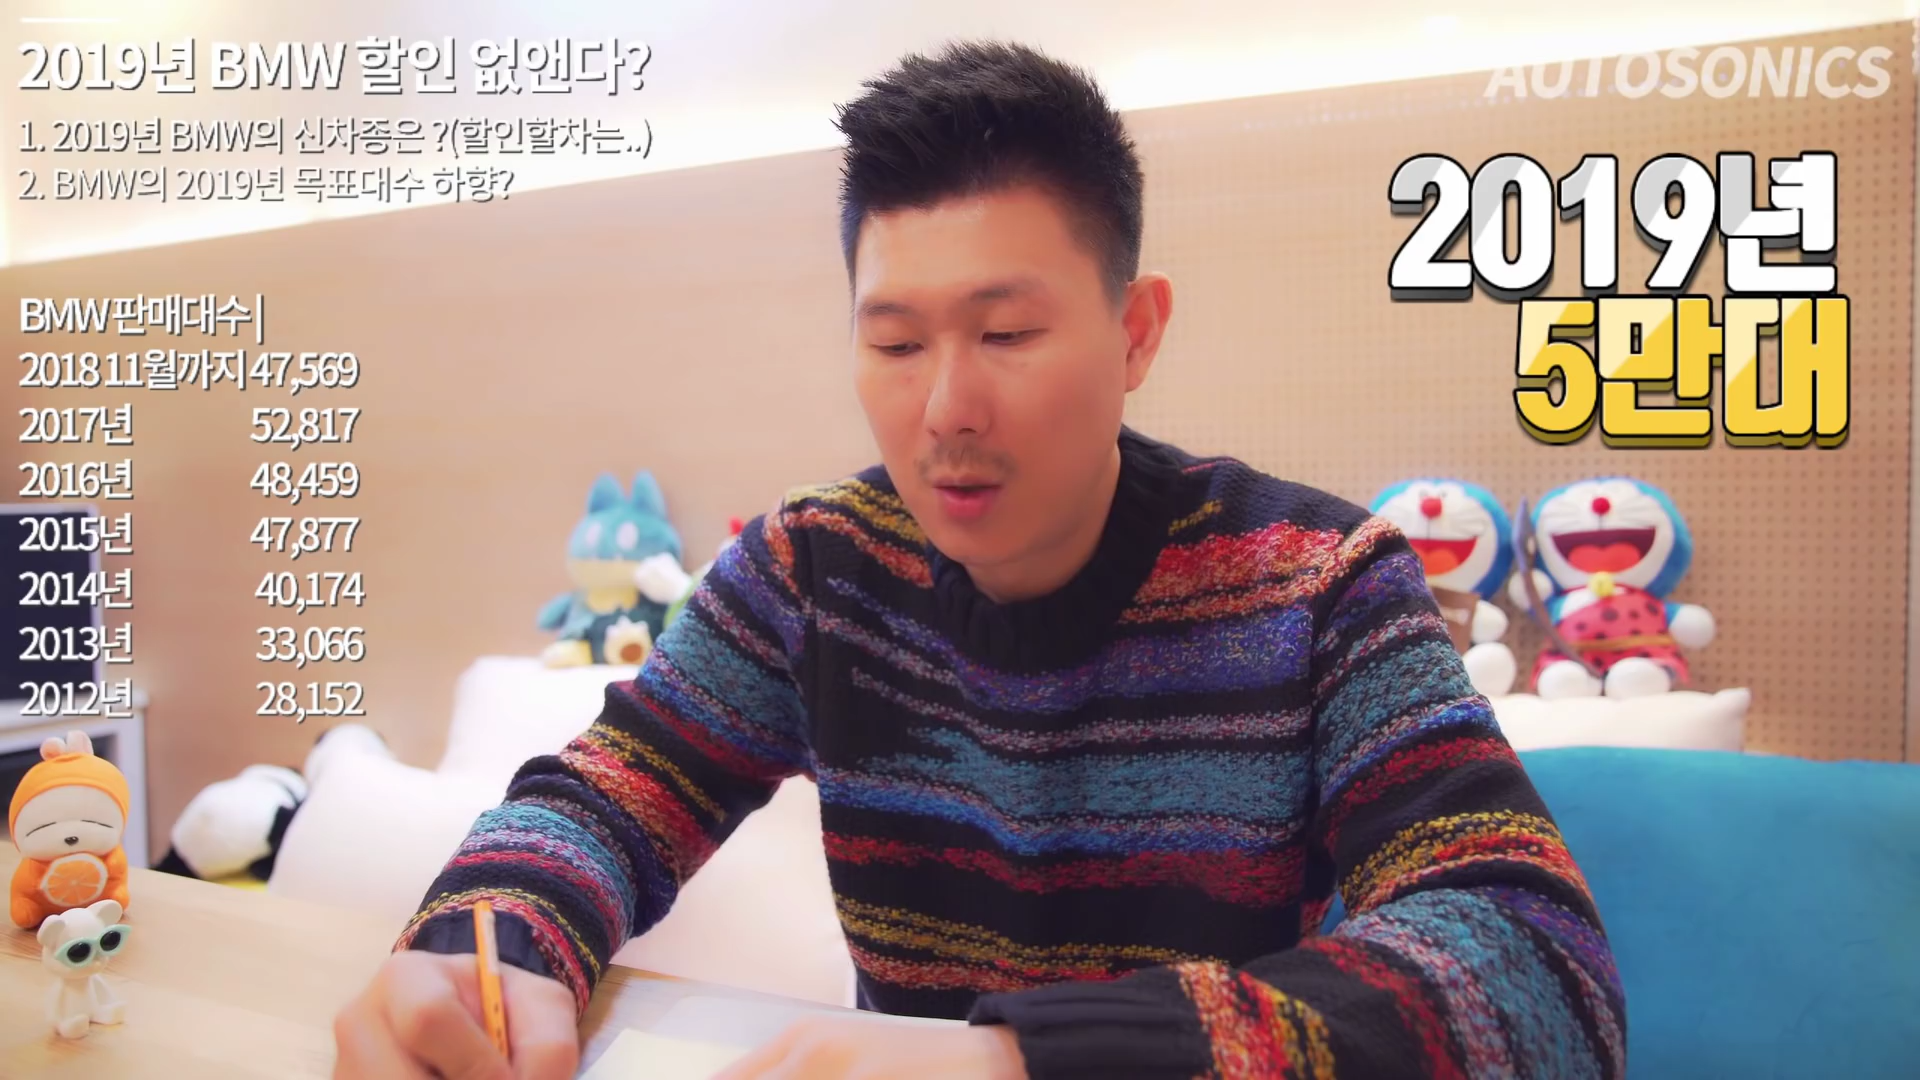 2019년 BMW 할인 없앤다?
1. 2019년 BMW의 신차종은 ?(할인할차는..)
2. BMW의 2019년 목표대수 하향?
AUTOSONICS
2019년
5만대
BMW 판매대수|
2018 11월까지 47,569
2017년 52,817
2016년 48,459
2015년 47,877
2014년 40,174
2013년 33,066
2012년 28,152